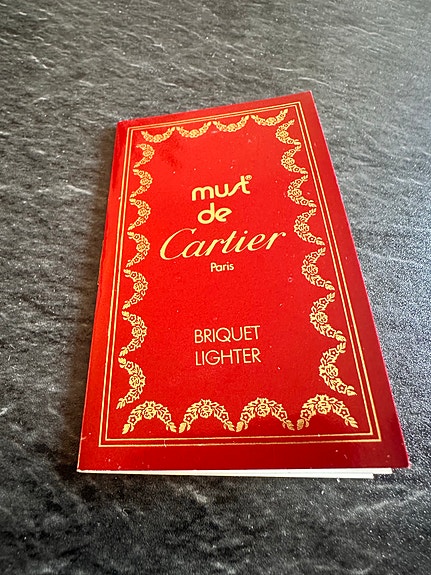 must®
de
Cartier
Paris
BRIQUET
LIGHTER